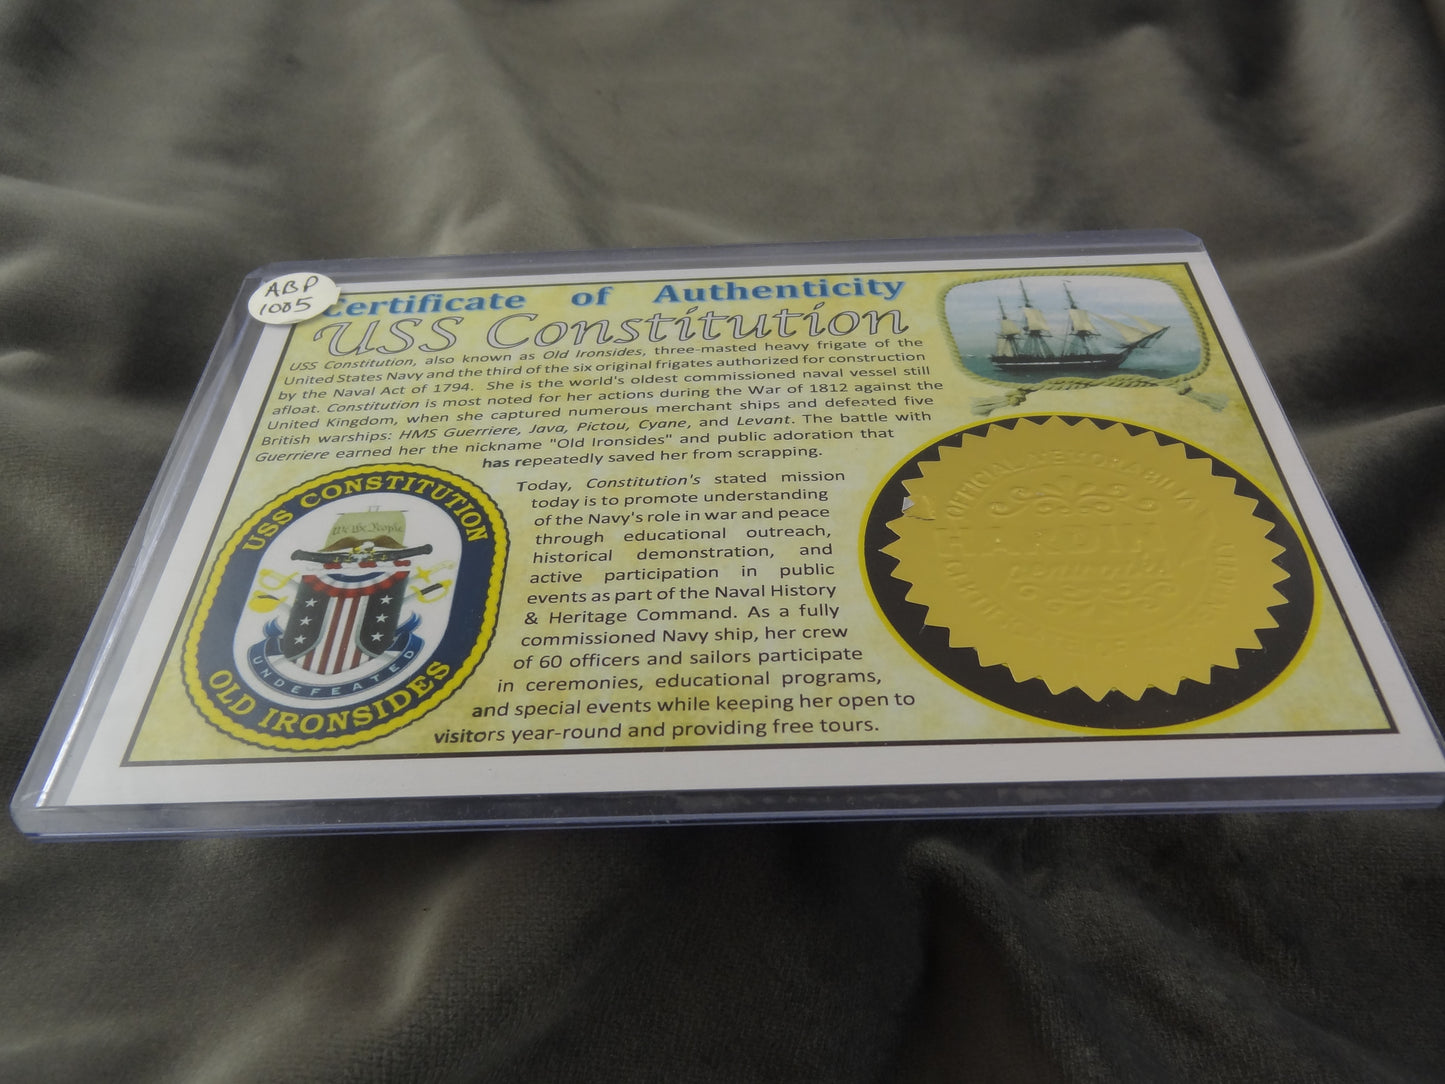 ABP
1005
Certificate of Authenticity
USS Constitution
USS Constitution, also known as Old Ironsides, three-masted heavy frigate of the
United States Navy and the third of the six original frigates authorized for construction
by the Naval Act of 1794. She is the world's oldest commissioned naval vessel still
afloat. Constitution is most noted for her actions during the War of 1812 against the
United Kingdom, when she captured numerous merchant ships and defeated five
British warships: HMS Guerriere, Java, Pictou, Cyane, and Levant. The battle with
Guerriere earned her the nickname "Old Ironsides" and public adoration that
has repeatedly saved her from scrapping.
Today, Constitution's stated mission
today is to promote understanding
of the Navy's role in war and peace
through educational outreach,
historical demonstration, and
active participation in public
events as part of the Naval History
& Heritage Command. As a fully
commissioned Navy ship, her crew
of 60 officers and sailors participate
in ceremonies, educational programs,
and special events while keeping her open to
visitors year-round and providing free tours.
USS CONSTITUTION
We the People
UNDEFEATED
OLD IRONSIDES
OFFICIAL